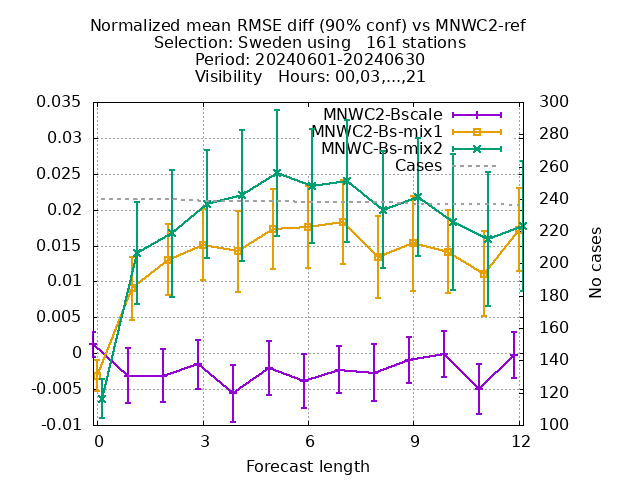 Normalized mean RMSE diff (90% conf) vs MNWC2-ref
Selection: Sweden using   161 stations
Period: 20240601-20240630
Visibility   Hours: 00,03,...,21
MNWC2-Bscale
MNWC2-Bs-mix1
MNWC-Bs-mix2
Cases
0.035
0.03
0.025
0.02
0.015
0.01
0.005
0
-0.005
-0.01
300
280
260
240
220
200
180
160
140
120
100
No cases
0
3
6
9
12
Forecast length